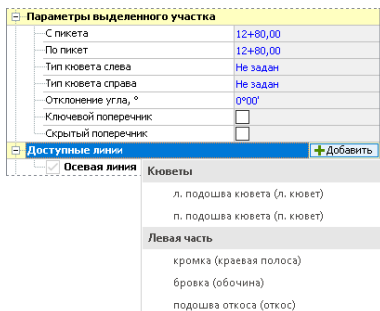 Параметры выделенного участка
С пикета 12+80,00
По пикет 12+80,00
Тип кювета слева Не задан
Тип кювета справа Не задан
Отклонение угла, ° 0°00'
Ключевой поперечник
Скрытый поперечник
Доступные линии Добавить
Осевая линия
Кюветы
л. подошва кювета (л. кювет)
п. подошва кювета (п. кювет)
Левая часть
кромка (краевая полоса)
бровка (обочина)
подошва откоса (откос)